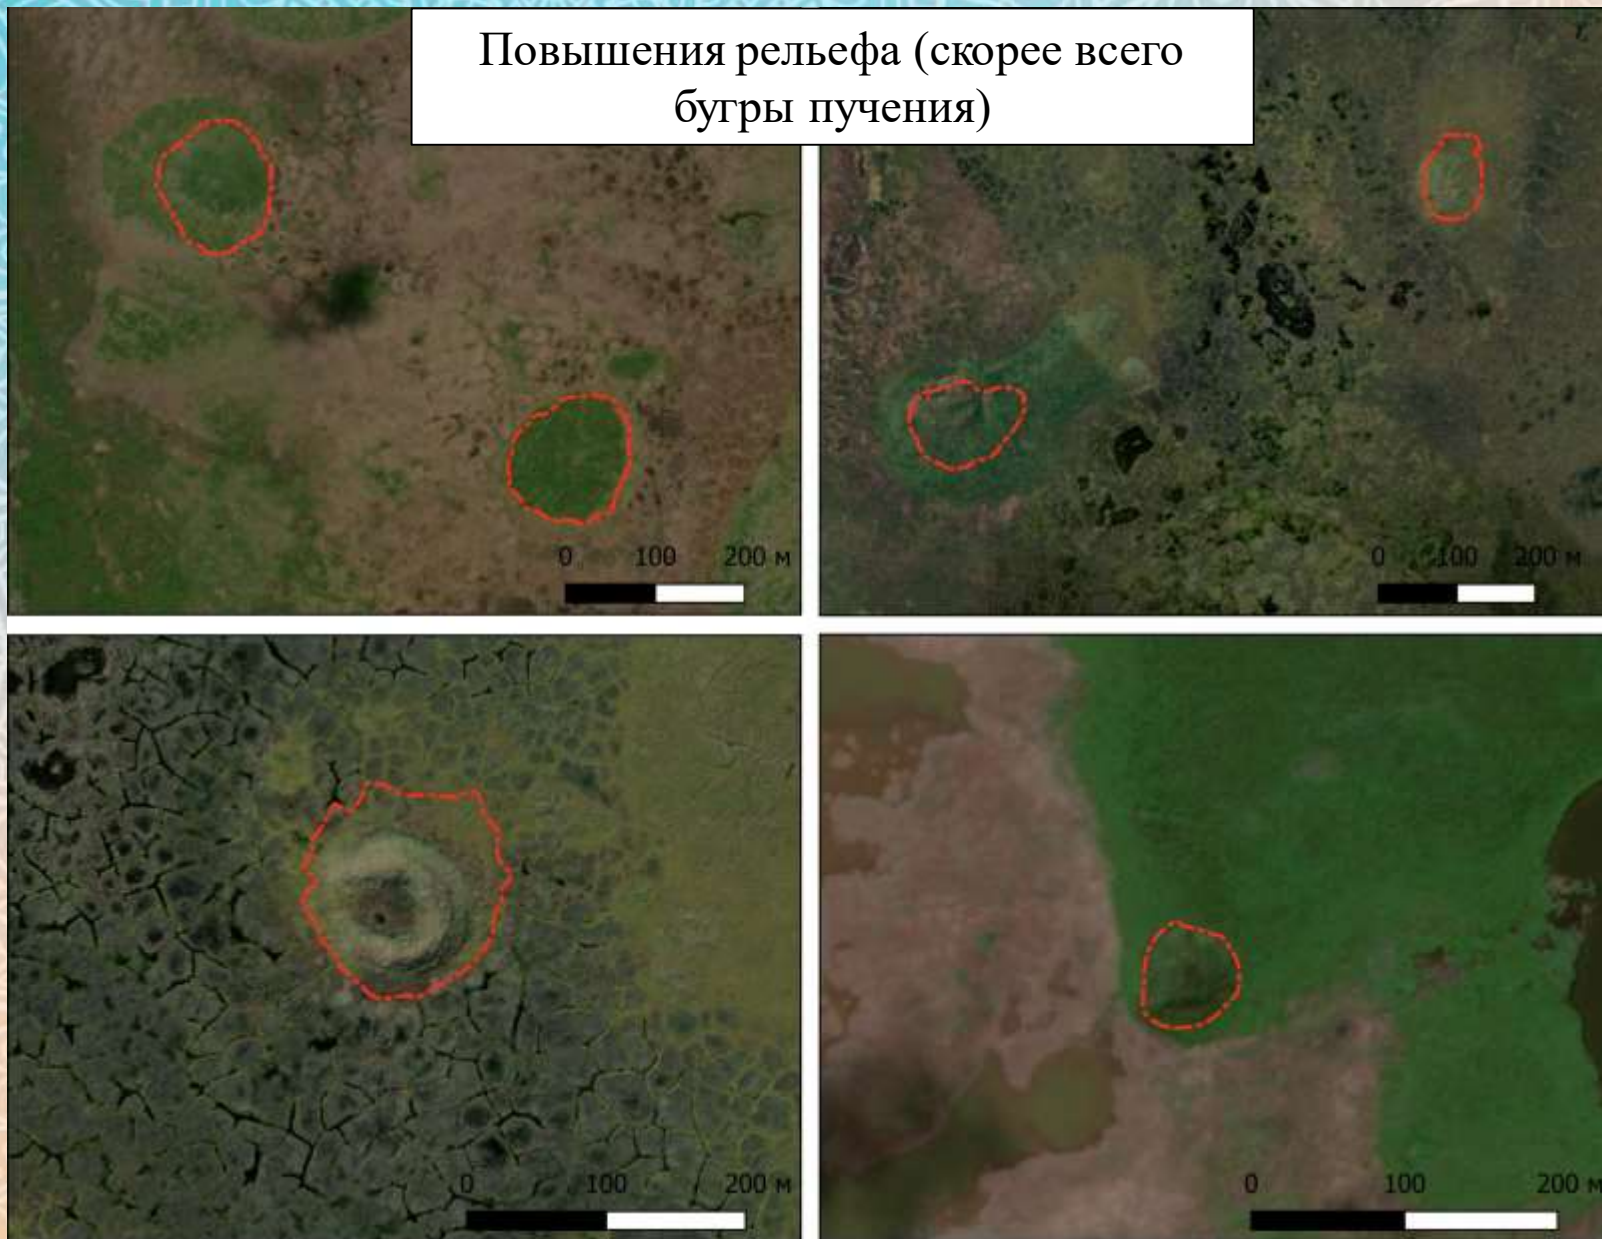 Повышения рельефа (скорее всего
бугры пучения)
0 100 200 м
0 100 200 м
0 100 200 м
0 100 200 м